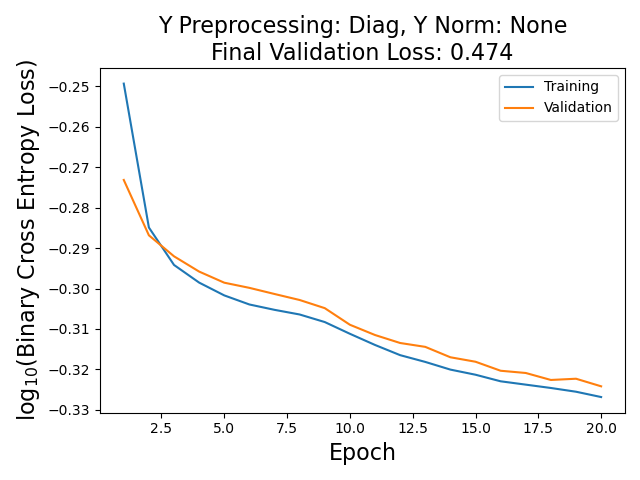 Y Preprocessing: Diag, Y Norm: None
Final Validation Loss: 0.474
log₁₀(Binary Cross Entropy Loss)
−0.25
−0.26
−0.27
−0.28
−0.29
−0.30
−0.31
−0.32
−0.33
Training
Validation
2.5 5.0 7.5 10.0 12.5 15.0 17.5 20.0
Epoch